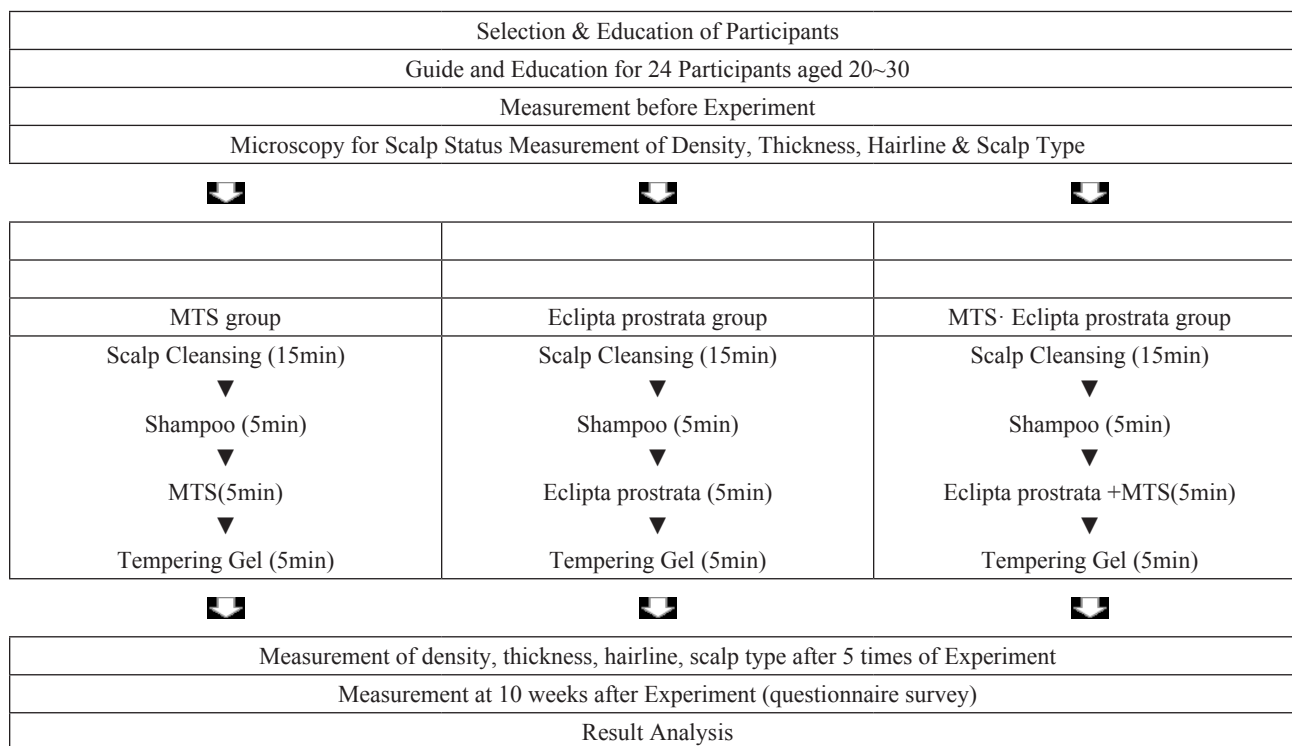 Selection & Education of Participants
Guide and Education for 24 Participants aged 20~30
Measurement before Experiment
Microscopy for Scalp Status Measurement of Density, Thickness, Hairline & Scalp Type
MTS group
Scalp Cleansing (15min)
▼
Shampoo (5min)
▼
MTS(5min)
▼
Tempering Gel (5min)
Eclipta prostrata group
Scalp Cleansing (15min)
▼
Shampoo (5min)
▼
Eclipta prostrata (5min)
▼
Tempering Gel (5min)
MTS· Eclipta prostrata group
Scalp Cleansing (15min)
▼
Shampoo (5min)
▼
Eclipta prostrata +MTS(5min)
▼
Tempering Gel (5min)
Measurement of density, thickness, hairline, scalp type after 5 times of Experiment
Measurement at 10 weeks after Experiment (questionnaire survey)
Result Analysis